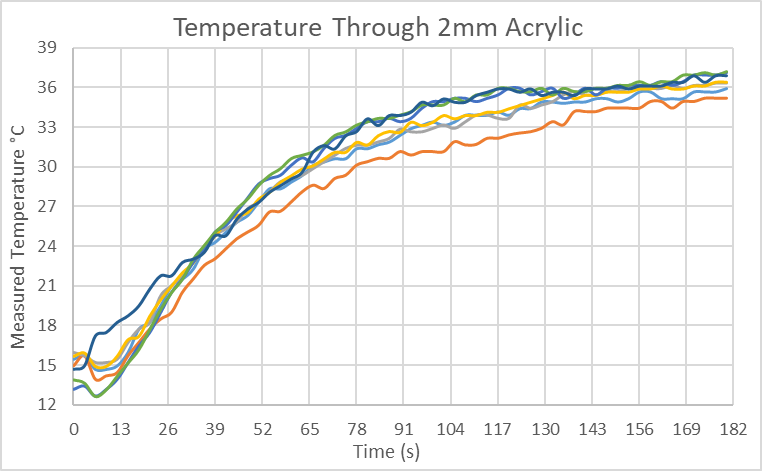 Temperature Through 2mm Acrylic
Measured Temperature °C
39
36
33
30
27
24
21
18
15
12
0 13 26 39 52 65 78 91 104 117 130 143 156 169 182
Time (s)